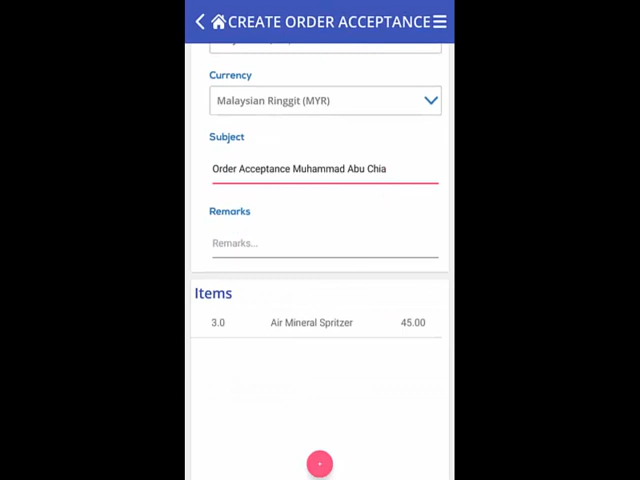 CREATE ORDER ACCEPTANCE
Currency
Malaysian Ringgit (MYR)
Subject
Order Acceptance Muhammad Abu Chia
Remarks
Remarks...
Items
3.0 Air Mineral Spritzer 45.00
+